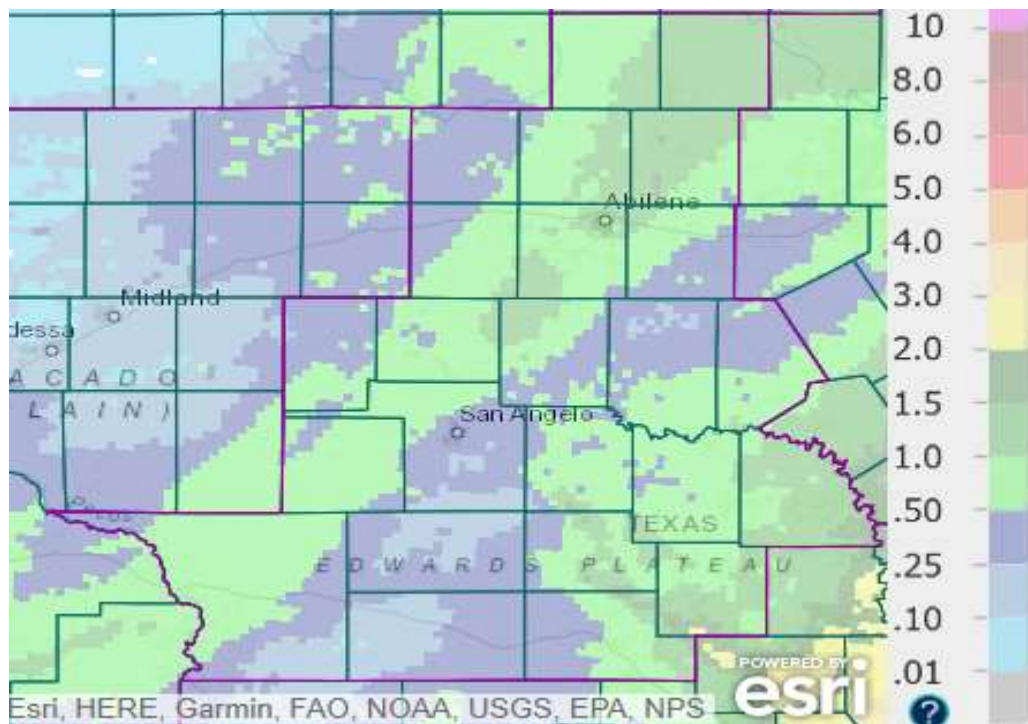 10
8.0
6.0
5.0
4.0
3.0
2.0
1.5
1.0
.50
.25
.10
.01
Abilene
Midland
dessa
A C A D O
L A I N )
San Angelo
Pecos
TEXAS
E D W A R D S P L A T E A U
POWERED BY
esri
Esri, HERE, Garmin, FAO, NOAA, USGS, EPA, NPS
?